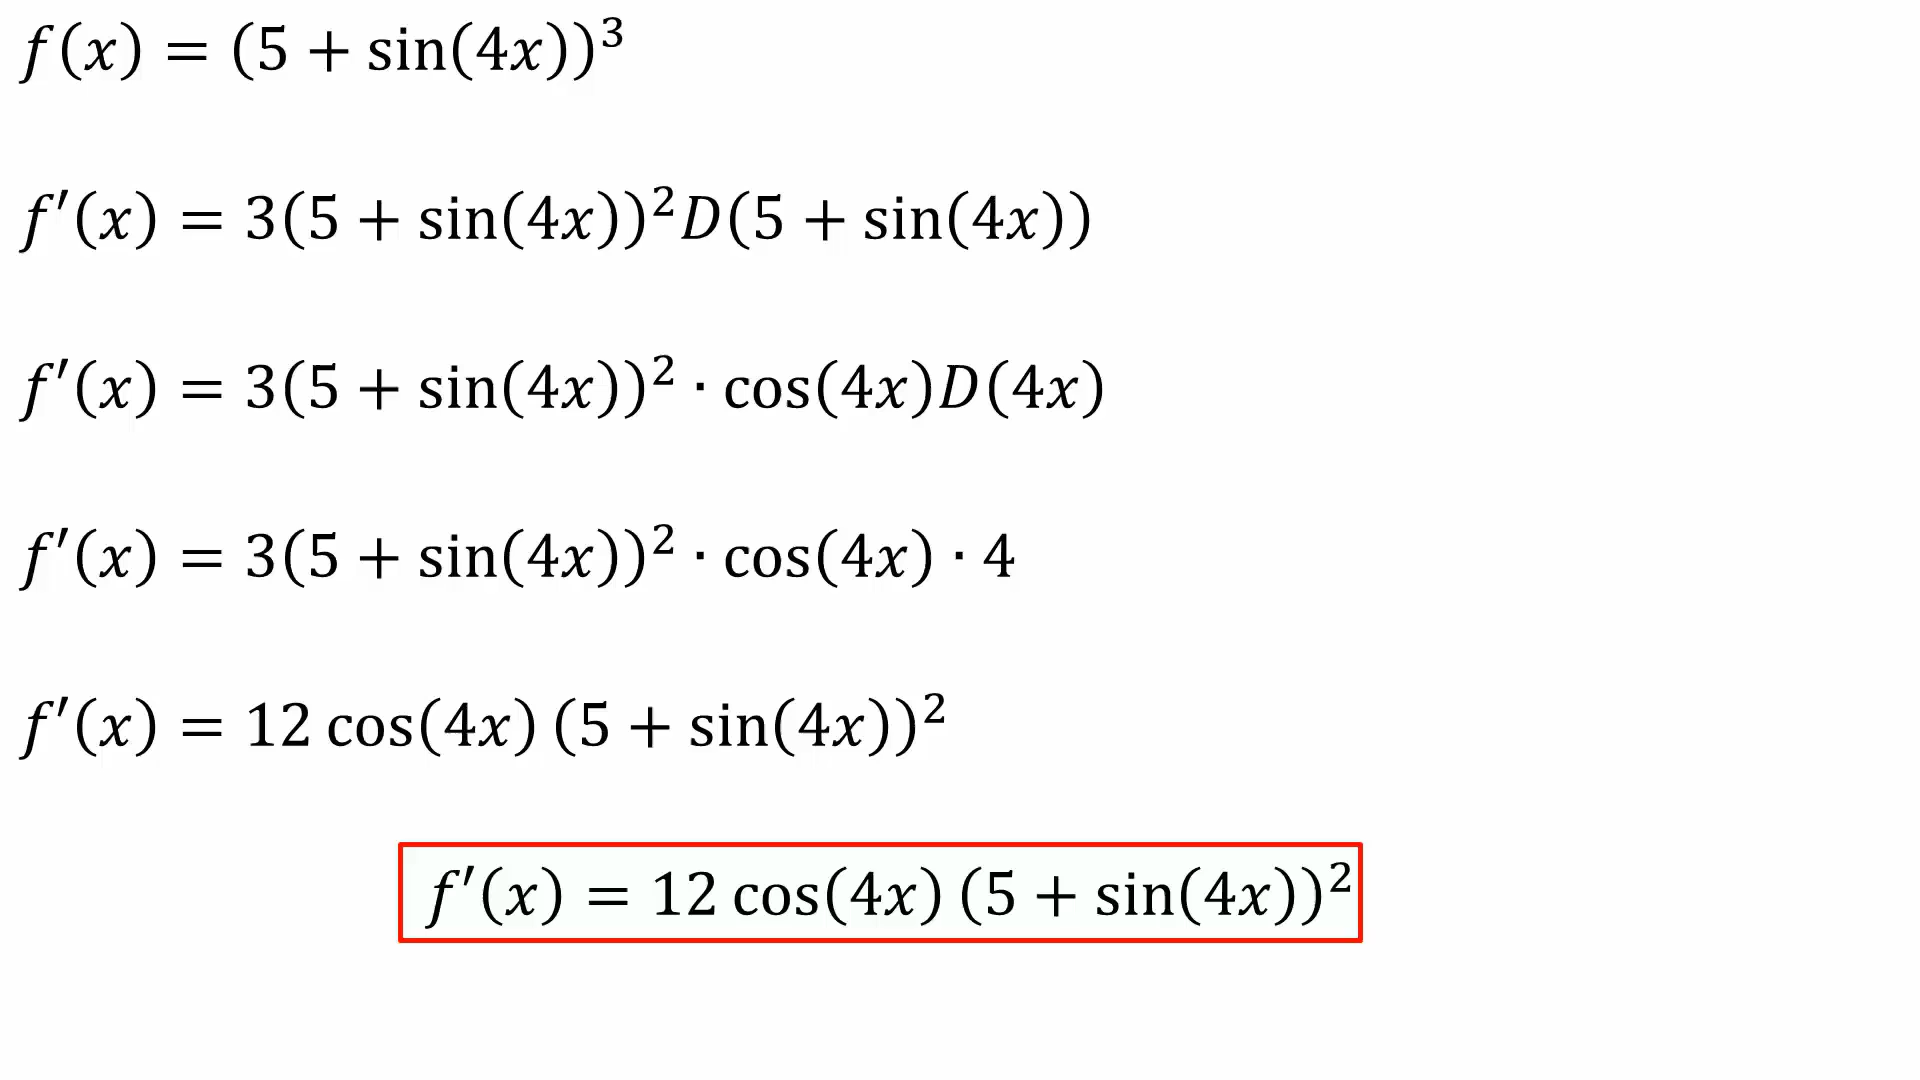 f(x) = (5 + sin(4x))³
f′(x) = 3(5 + sin(4x))²D(5 + sin(4x))
f′(x) = 3(5 + sin(4x))² · cos(4x)D(4x)
f′(x) = 3(5 + sin(4x))² · cos(4x) · 4
f′(x) = 12 cos(4x) (5 + sin(4x))²
f′(x) = 12 cos(4x) (5 + sin(4x))²